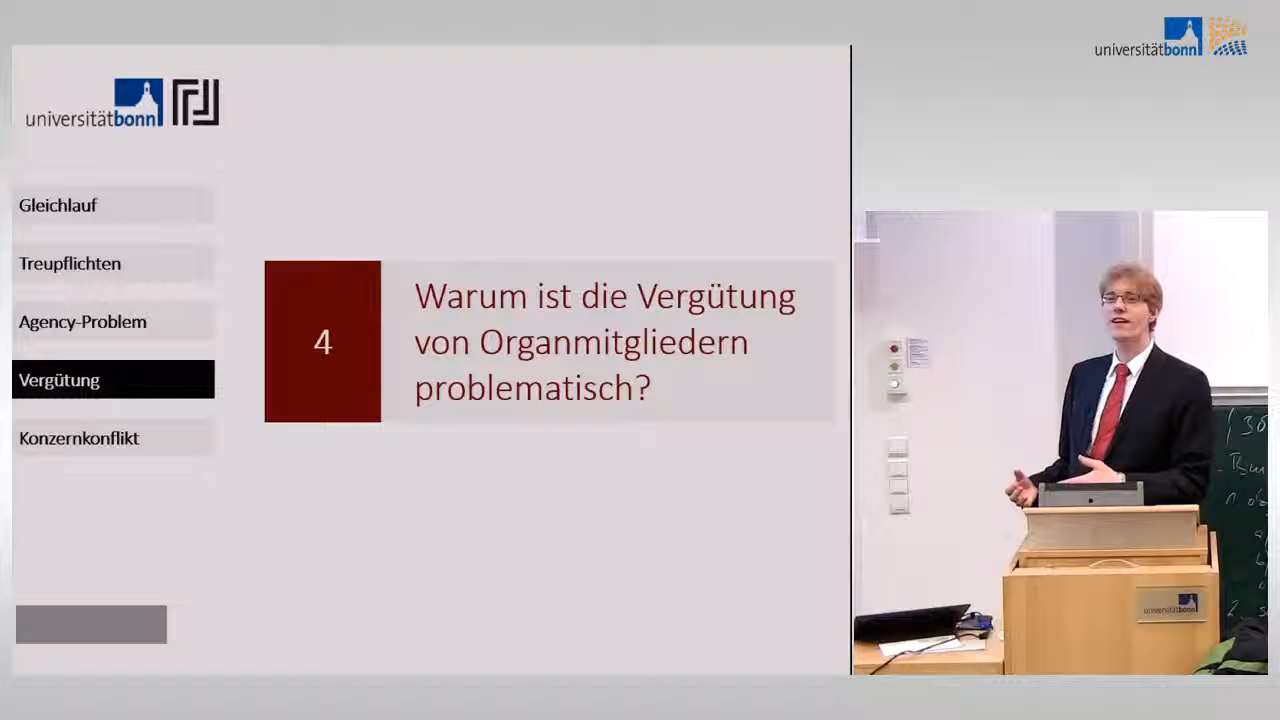 universitätbonn
universitätbonn
Gleichlauf
Treupflichten
Agency-Problem
Vergütung
Konzernkonflikt
4
Warum ist die Vergütung
von Organmitgliedern
problematisch?
universitätbonn